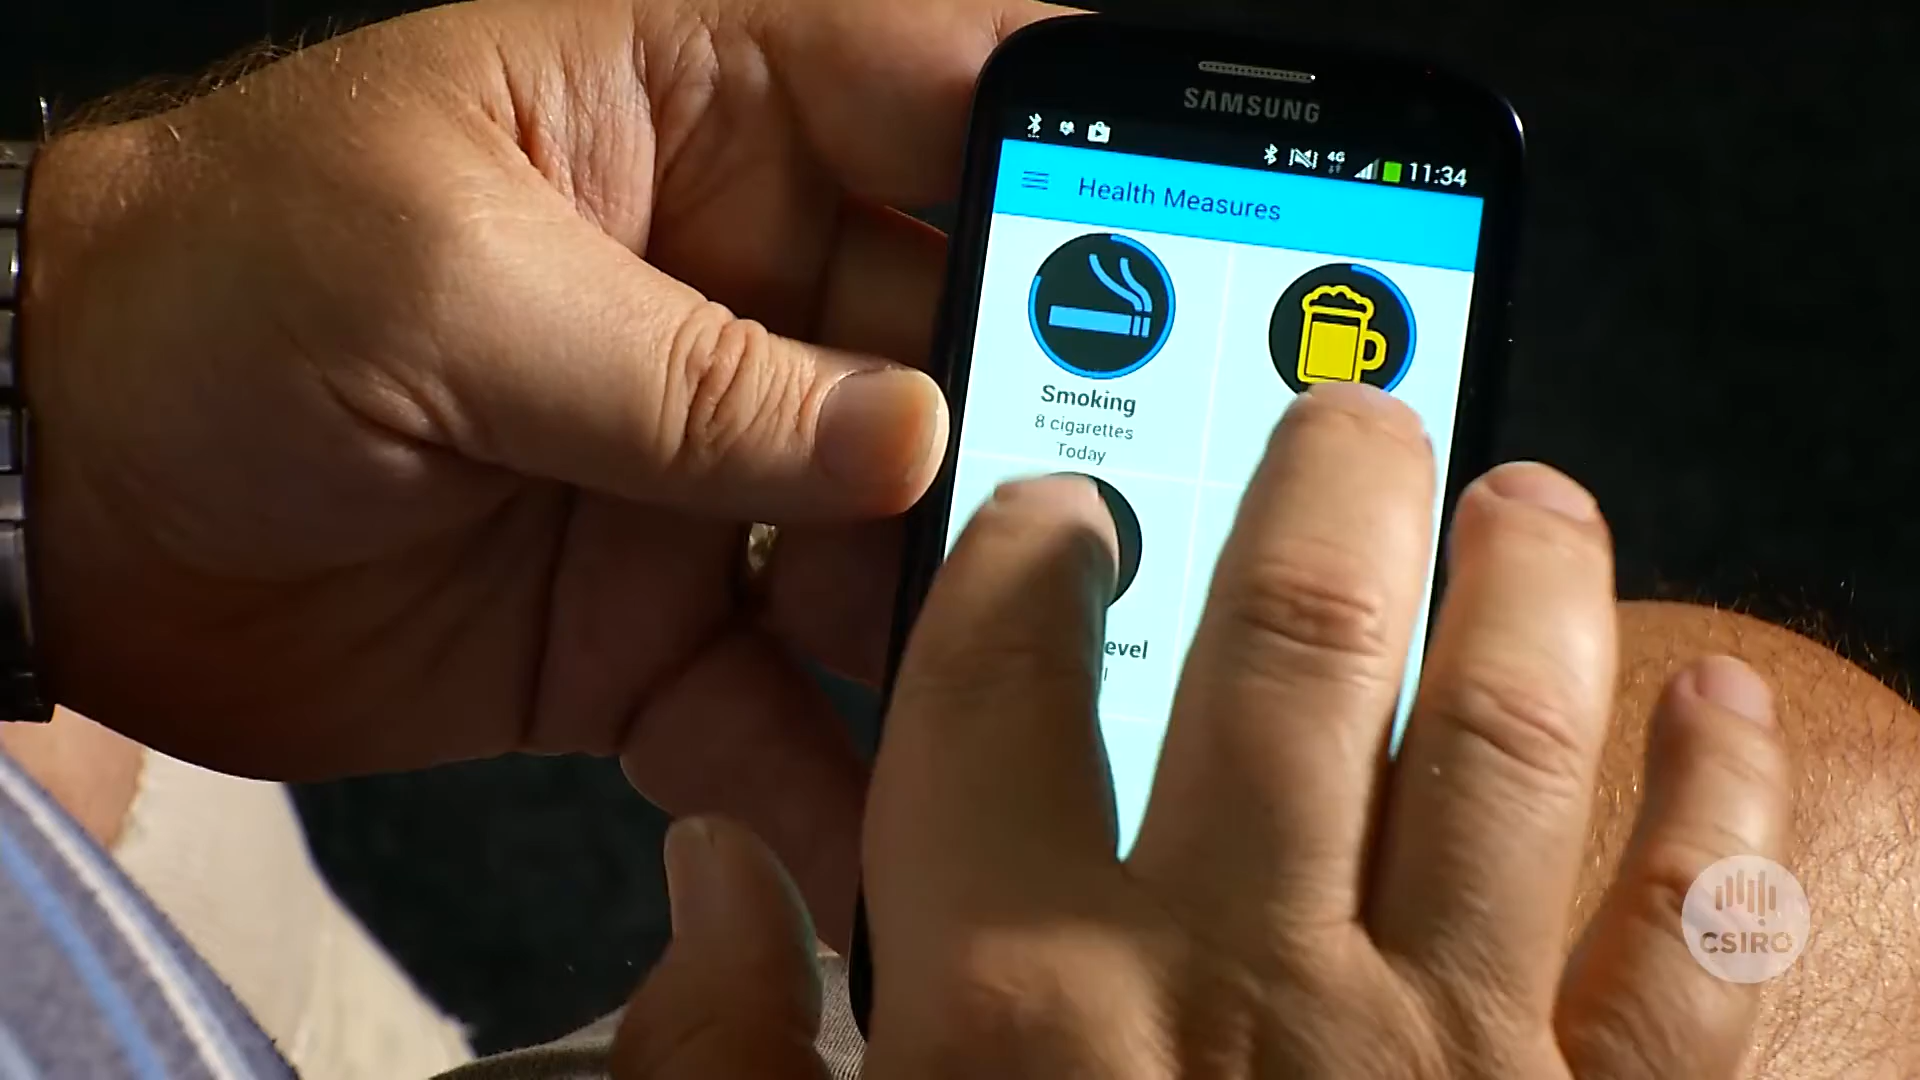 SAMSUNG
4G
11:34
Health Measures
Smoking
8 cigarettes
Today
evel
l
CSIRO